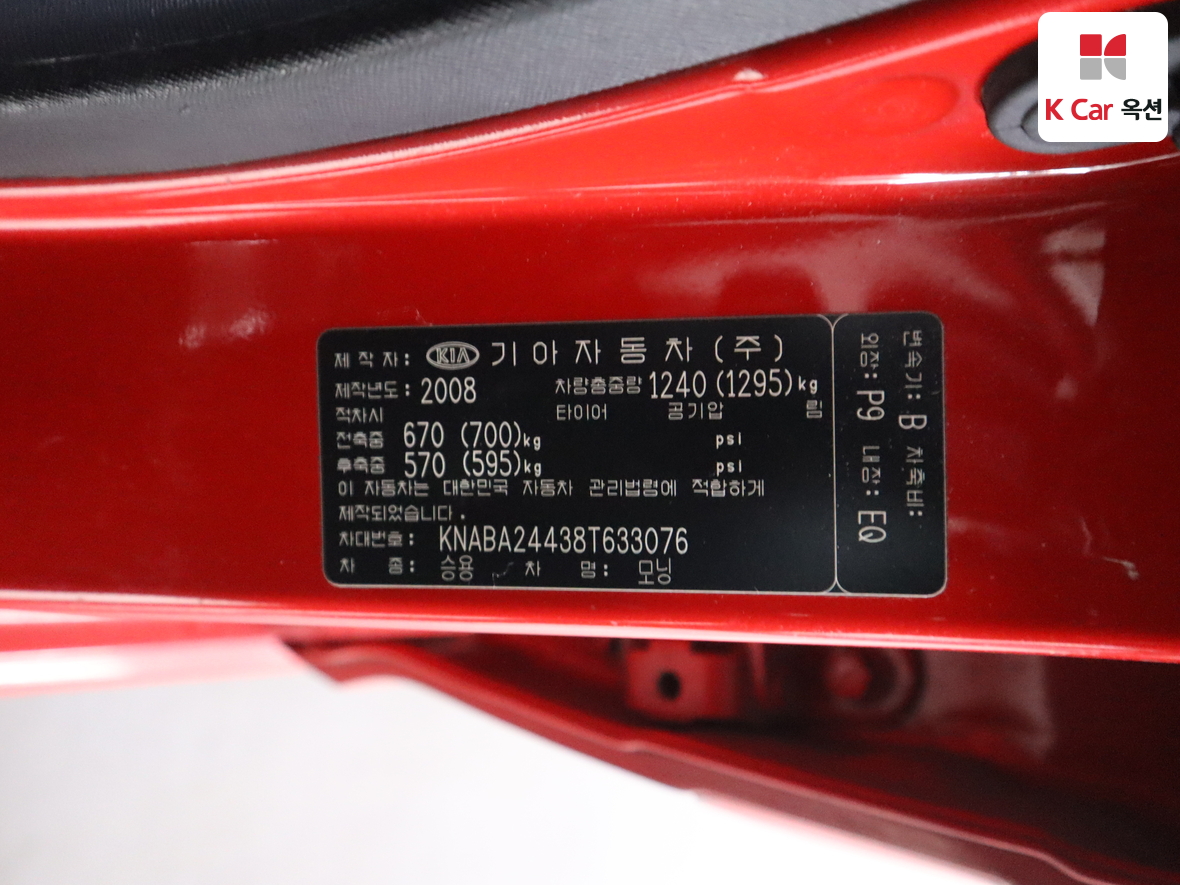 K Car 옥션
제 작 자 : KIA 기아자동차(주)
제작년도 : 2008 차량총중량 1240 (1295)kg
적차시 타이어 공기압 림
전축중 670 (700)kg psi
후축중 570 (595)kg psi
이 자동차는 대한민국 자동차 관리법령에 적합하게
제작되었습니다.
차대번호: KNABA24438T633076
차 종: 승용 차 명: 모닝
변속기: B 차축비:
외장: P9 내장: EQ